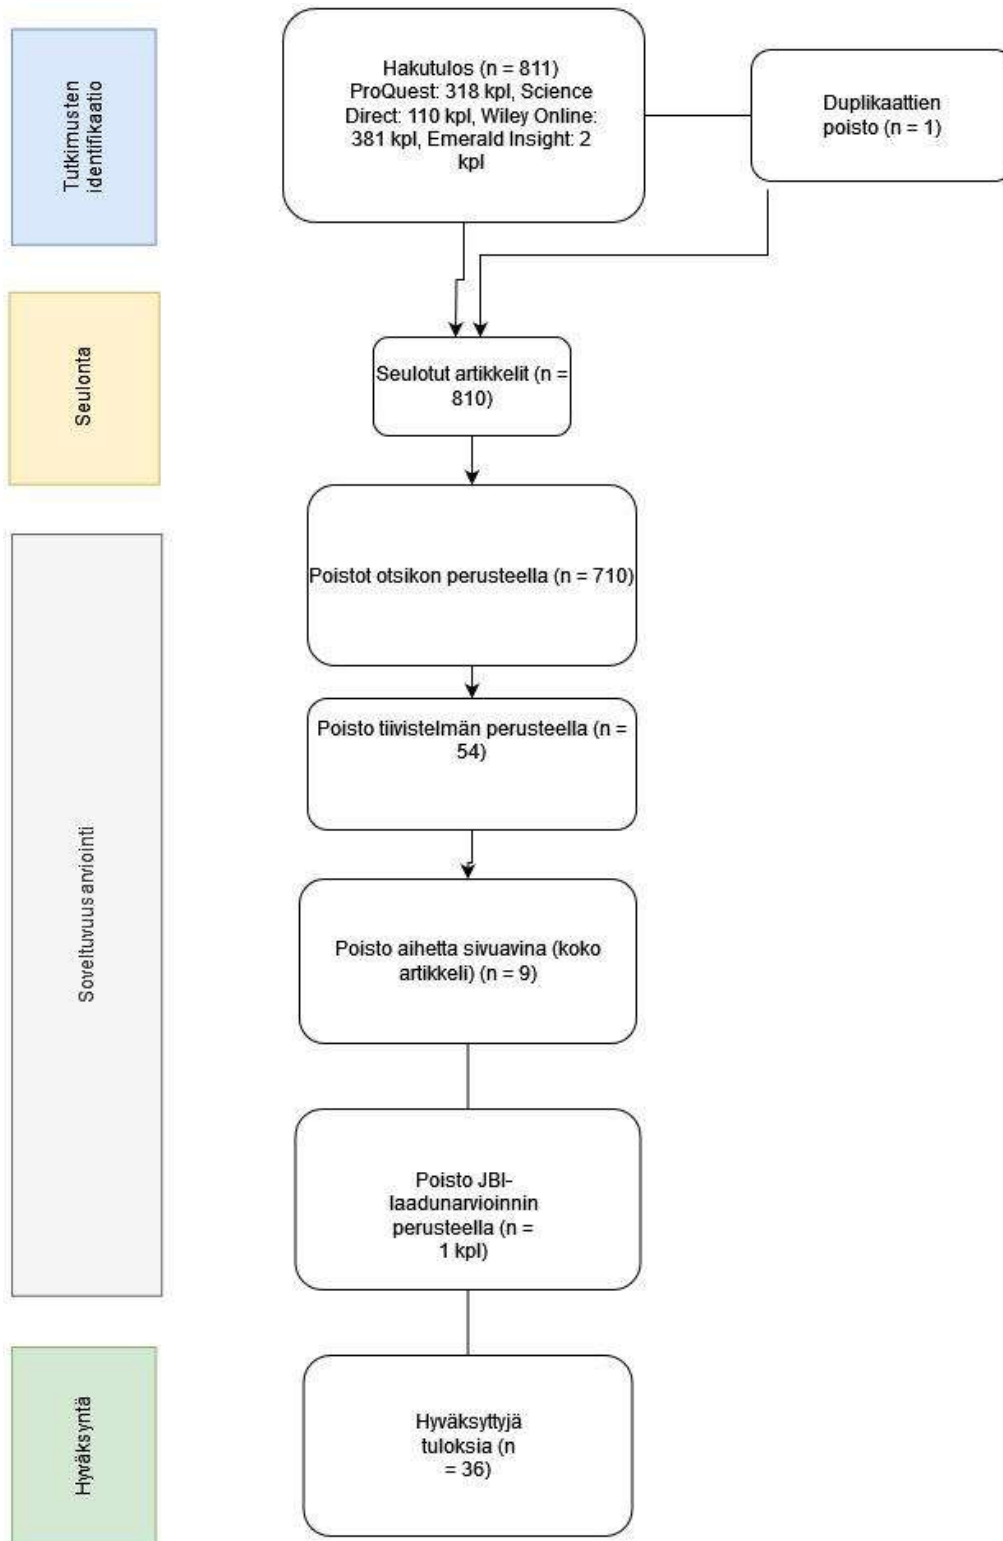 Tutkimusten
identifikaatio
Hakutulos (n = 811)
ProQuest: 318 kpl, Science
Direct: 110 kpl, Wiley Online:
381 kpl, Emerald Insight: 2
kpl
Duplikaattien
poisto (n = 1)
Seulonta
Seulotut artikkelit (n =
810)
Soveltuvuusarviointi
Poistot otsikon perusteella (n = 710)
Poisto tiivistelmän perusteella (n =
54)
Poisto aihetta sivuavina (koko
artikkeli) (n = 9)
Poisto JBI-
laadunarvioinnin
perusteella (n =
1 kpl)
Hyväksyntä
Hyväksyttyjä
tuloksia (n
= 36)